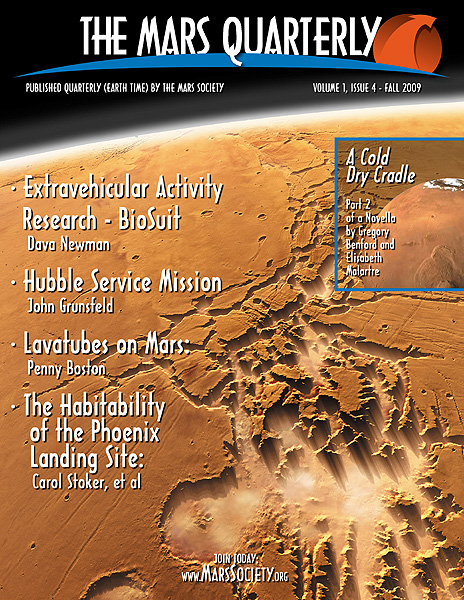 THE MARS QUARTERLY
PUBLISHED QUARTERLY (EARTH TIME) BY THE MARS SOCIETY
VOLUME 1, ISSUE 4 - FALL 2009
A Cold
Dry Cradle
Part 2
of a Novella
by Gregory
Benford and
Elisabeth
Malartre
· Extravehicular Activity
Research - BioSuit
Dava Newman
· Hubble Service Mission
John Grunsfeld
· Lavatubes on Mars:
Penny Boston
· The Habitability
of the Phoenix
Landing Site:
Carol Stoker, et al
JOIN TODAY:
www.MarsSociety.org